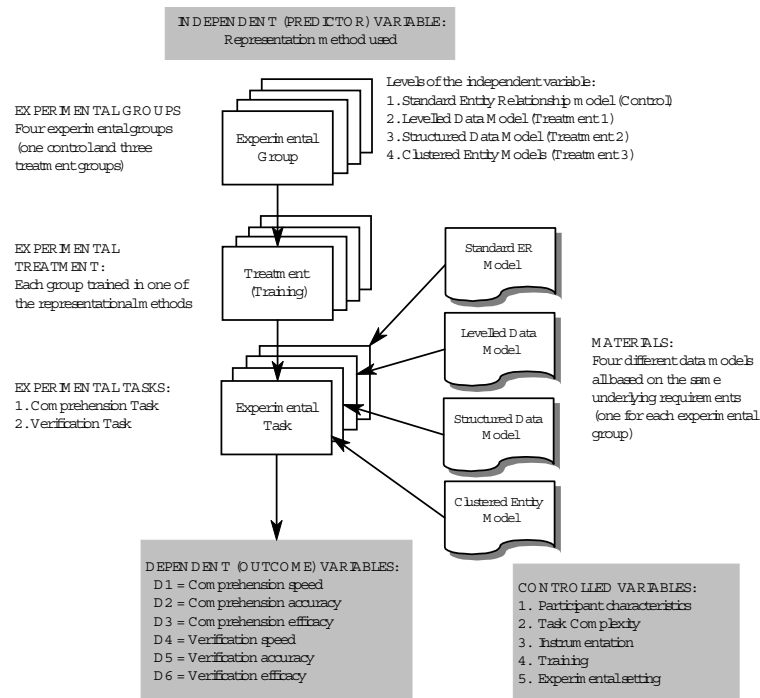 INDEPENDENT (PREDICTOR) VARIABLE:
Representation method used
Levels of the independent variable:
1. Standard Entity Relationship model (Control)
2. Levelled Data Model (Treatment 1)
3. Structured Data Model (Treatment 2)
4. Clustered Entity Models (Treatment 3)
EXPERIMENTAL GROUPS
Four experimental groups
(one control and three
treatment groups)
Experimental
Group
EXPERIMENTAL
TREATMENT:
Each group trained in one of
the representational methods
Treatment
(Training)
Standard ER
Model
Levelled Data
Model
MATERIALS:
Four different data models
all based on the same
underlying requirements
(one for each experimental
group)
EXPERIMENTAL TASKS:
1. Comprehension Task
2. Verification Task
Experimental
Task
Structured Data
Model
Clustered Entity
Model
DEPENDENT (OUTCOME) VARIABLES:
D1 = Comprehension speed
D2 = Comprehension accuracy
D3 = Comprehension efficacy
D4 = Verification speed
D5 = Verification accuracy
D6 = Verification efficacy
CONTROLLED VARIABLES:
1. Participant characteristics
2. Task Complexity
3. Instrumentation
4. Training
5. Experimental setting